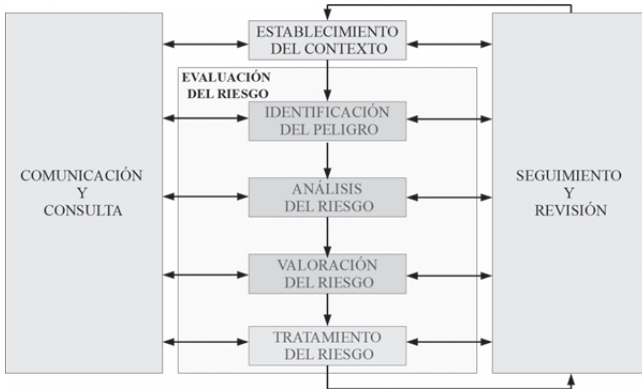 ESTABLECIMIENTO
DEL CONTEXTO
EVALUACIÓN
DEL RIESGO
IDENTIFICACIÓN
DEL PELIGRO
COMUNICACIÓN
Y
CONSULTA
ANÁLISIS
DEL RIESGO
SEGUIMIENTO
Y
REVISIÓN
VALORACIÓN
DEL RIESGO
TRATAMIENTO
DEL RIESGO